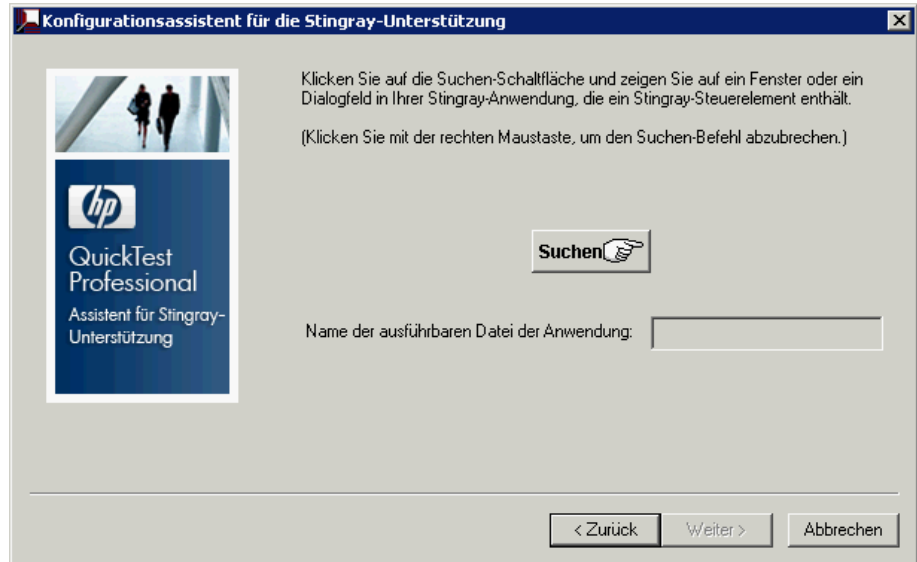 Konfigurationsassistent für die Stingray-Unterstützung
Klicken Sie auf die Suchen-Schaltfläche und zeigen Sie auf ein Fenster oder ein
Dialogfeld in Ihrer Stingray-Anwendung, die ein Stingray-Steuerelement enthält.
(Klicken Sie mit der rechten Maustaste, um den Suchen-Befehl abzubrechen.)
hp
QuickTest
Professional
Assistent für Stingray-
Unterstützung
Suchen
Name der ausführbaren Datei der Anwendung:
< Zurück
Weiter >
Abbrechen